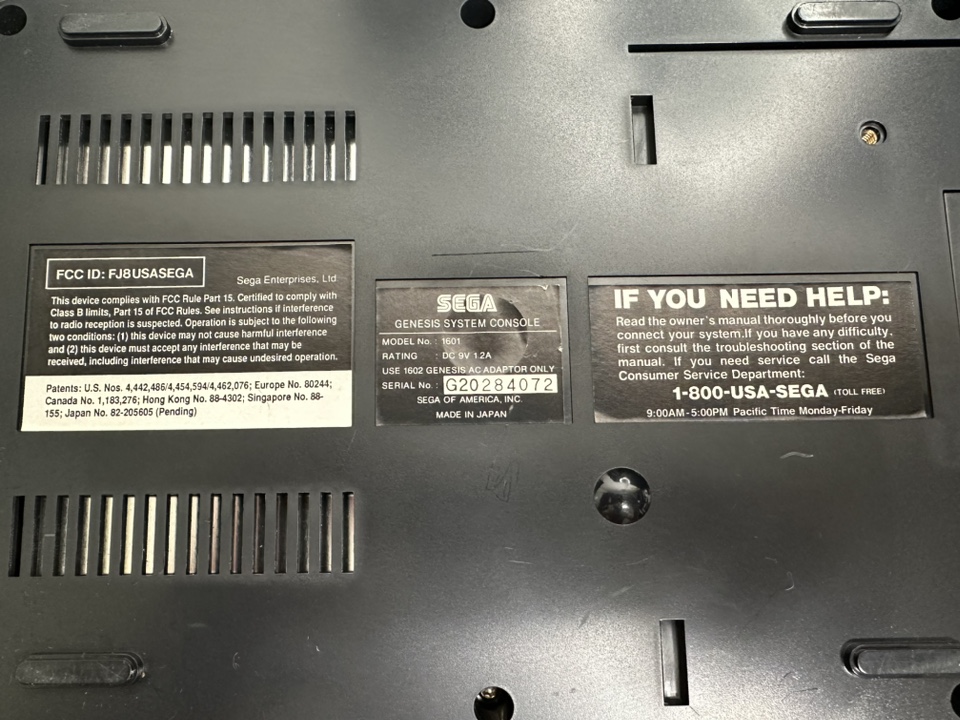 FCC ID: FJ8USASEGA
Sega Enterprises, Ltd
This device complies with FCC Rule Part 15. Certified to comply with
Class B limits, Part 15 of FCC Rules. See instructions if interference
to radio reception is suspected. Operation is subject to the following
two conditions: (1) this device may not cause harmful interference
and (2) this device must accept any interference that may be
received, including interference that may cause undesired operation.
Patents: U.S. Nos. 4,442,486/4,454,594/4,462,076; Europe No. 80244;
Canada No. 1,183,276; Hong Kong No. 88-4302; Singapore No. 88-
155; Japan No. 82-205605 (Pending)
SEGA
GENESIS SYSTEM CONSOLE
MODEL No. : 1601
RATING : DC 9V 1.2A
USE 1602 GENESIS AC ADAPTOR ONLY
SERIAL No. : G20284072
SEGA OF AMERICA, INC.
MADE IN JAPAN
IF YOU NEED HELP:
Read the owner's manual thoroughly before you
connect your system.If you have any difficulty,
first consult the troubleshooting section of the
manual. If you need service call the Sega
Consumer Service Department:
1-800-USA-SEGA (TOLL FREE)
9:00AM - 5:00PM Pacific Time Monday-Friday